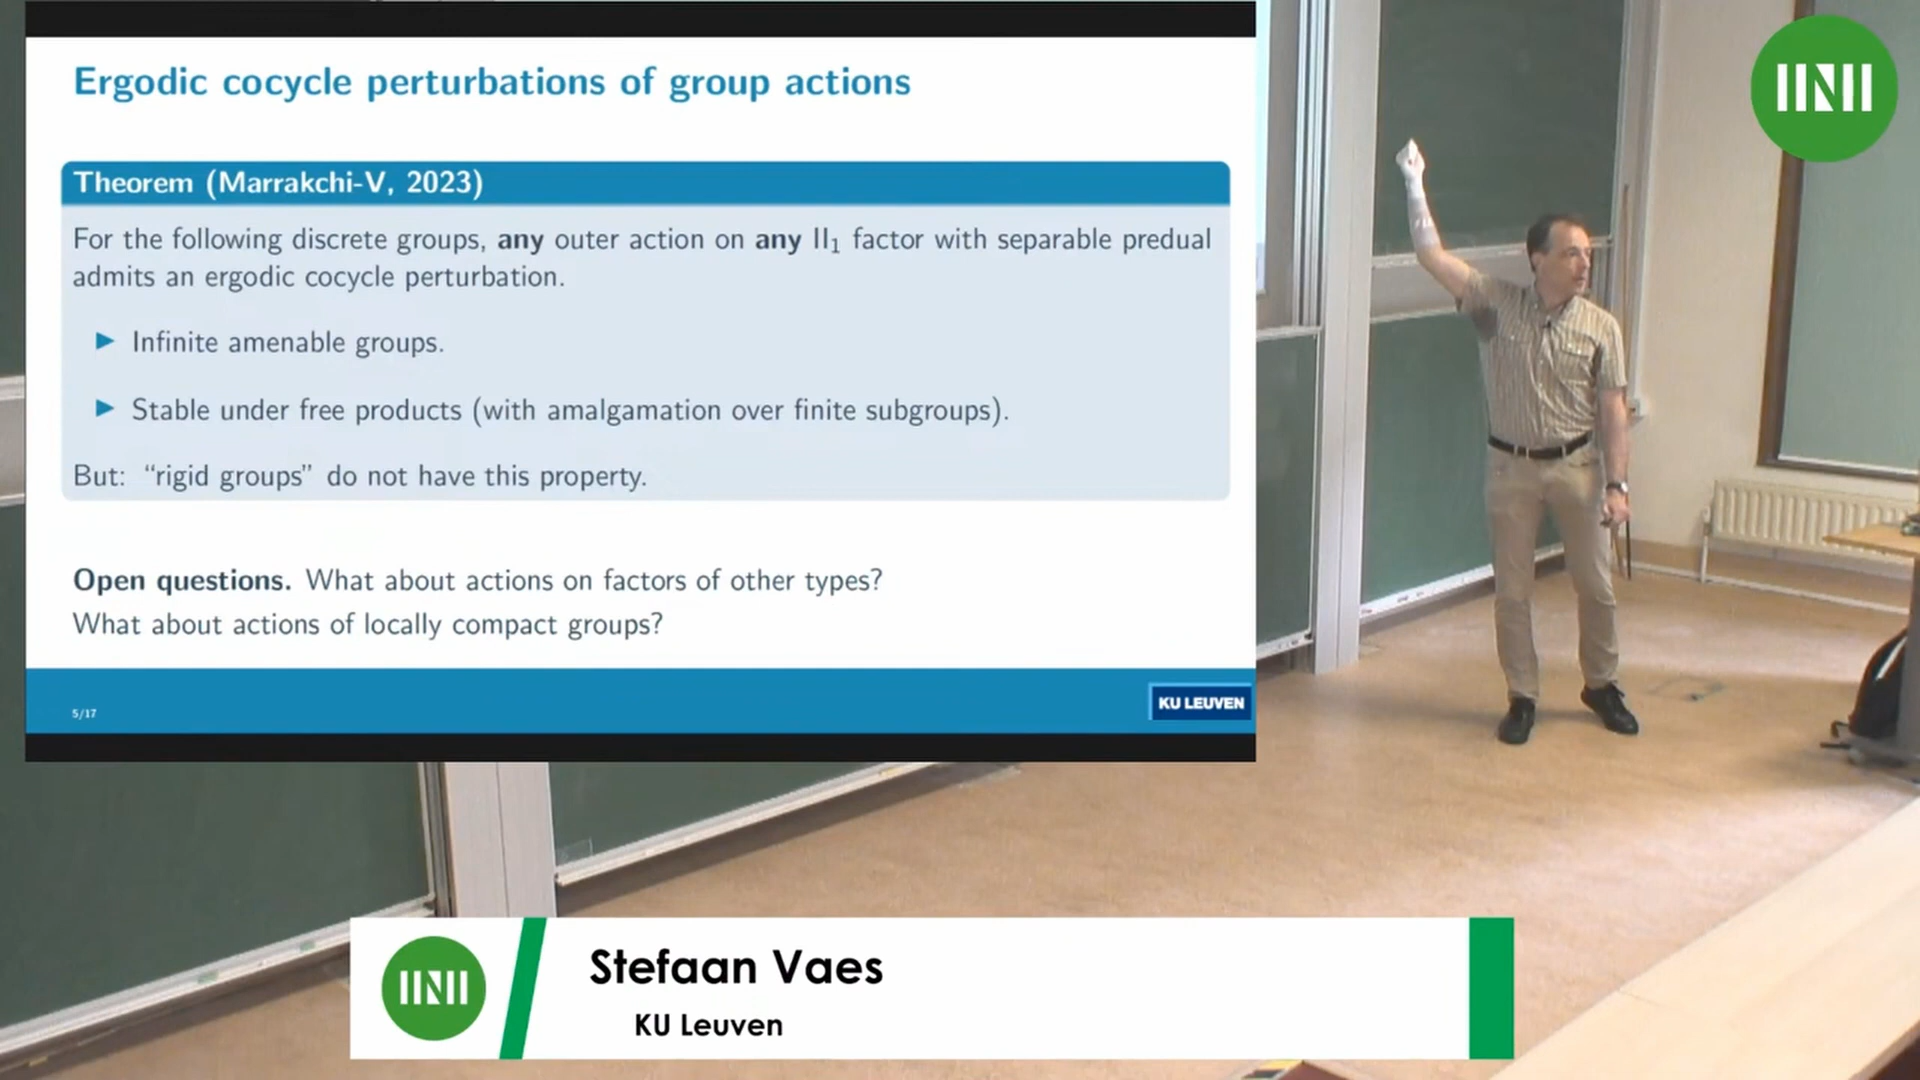 Ergodic cocycle perturbations of group actions
Theorem (Marrakchi-V, 2023)
For the following discrete groups, any outer action on any II₁ factor with separable predual
admits an ergodic cocycle perturbation.
► Infinite amenable groups.
► Stable under free products (with amalgamation over finite subgroups).
But: “rigid groups” do not have this property.
Open questions. What about actions on factors of other types?
What about actions of locally compact groups?
5/17
KU LEUVEN
Stefaan Vaes
KU Leuven